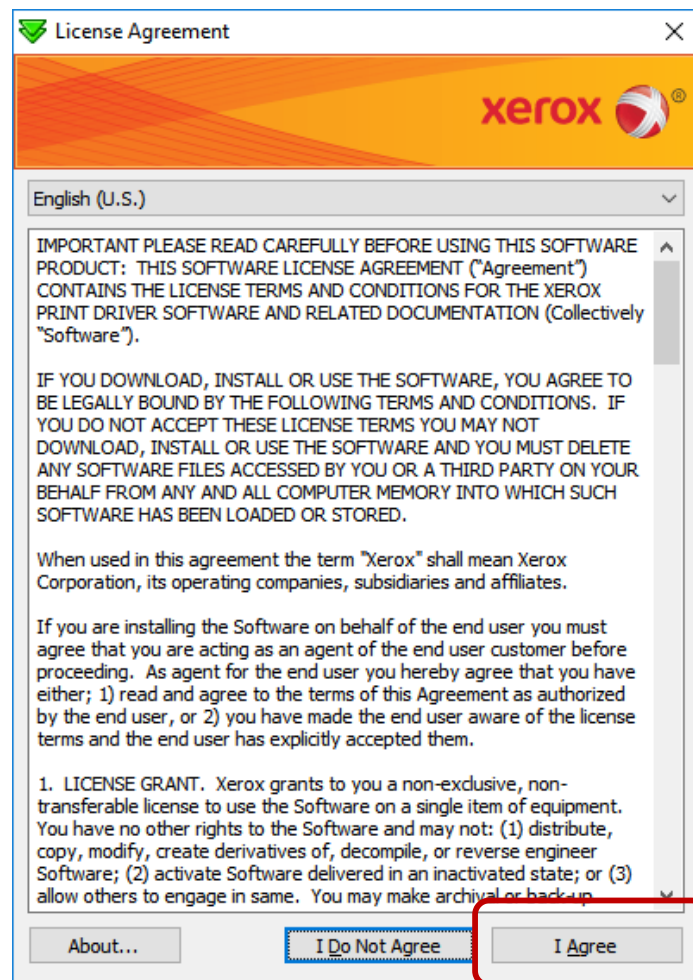 License Agreement
xerox ®
English (U.S.)
IMPORTANT PLEASE READ CAREFULLY BEFORE USING THIS SOFTWARE
PRODUCT:  THIS SOFTWARE LICENSE AGREEMENT ("Agreement")
CONTAINS THE LICENSE TERMS AND CONDITIONS FOR THE XEROX
PRINT DRIVER SOFTWARE AND RELATED DOCUMENTATION (Collectively
"Software").
IF YOU DOWNLOAD, INSTALL OR USE THE SOFTWARE, YOU AGREE TO
BE LEGALLY BOUND BY THE FOLLOWING TERMS AND CONDITIONS.  IF
YOU DO NOT ACCEPT THESE LICENSE TERMS YOU MAY NOT
DOWNLOAD, INSTALL OR USE THE SOFTWARE AND YOU MUST DELETE
ANY SOFTWARE FILES ACCESSED BY YOU OR A THIRD PARTY ON YOUR
BEHALF FROM ANY AND ALL COMPUTER MEMORY INTO WHICH SUCH
SOFTWARE HAS BEEN LOADED OR STORED.
When used in this agreement the term "Xerox" shall mean Xerox
Corporation, its operating companies, subsidiaries and affiliates.
If you are installing the Software on behalf of the end user you must
agree that you are acting as an agent of the end user customer before
proceeding.  As agent for the end user you hereby agree that you have
either; 1) read and agree to the terms of this Agreement as authorized
by the end user, or 2) you have made the end user aware of the license
terms and the end user has explicitly accepted them.
1.  LICENSE GRANT.  Xerox grants to you a non-exclusive, non-
transferable license to use the Software on a single item of equipment.
You have no other rights to the Software and may not: (1) distribute,
copy, modify, create derivatives of, decompile, or reverse engineer
Software; (2) activate Software delivered in an inactivated state; or (3)
allow others to engage in same.  You may make archival or back-up
About...
I Do Not Agree
I Agree